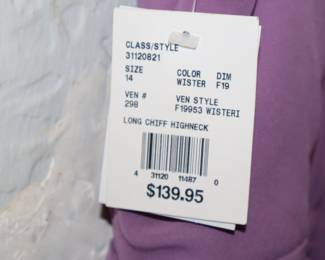 CLASS/STYLE
31120821
SIZE COLOR DIM
14 WISTER F19
VEN # VEN STYLE
298 F19953 WISTERI
LONG CHIFF HIGHNECK
4 31120 11487 0
$139.95